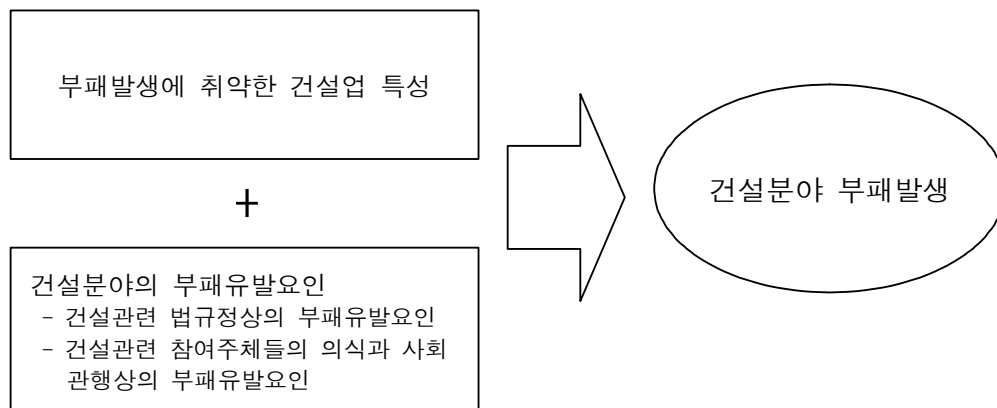 부패발생에 취약한 건설업 특성
+
건설분야의 부패유발요인
- 건설관련 법규정상의 부패유발요인
- 건설관련 참여주체들의 의식과 사회
관행상의 부패유발요인
건설분야 부패발생